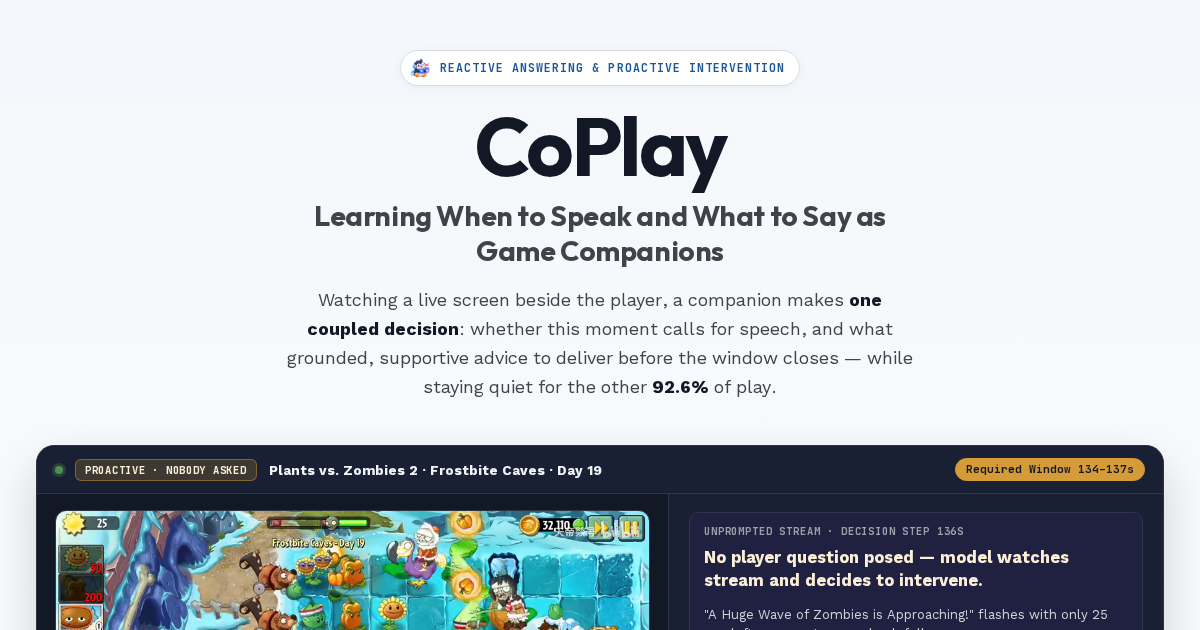 REACTIVE ANSWERING & PROACTIVE INTERVENTION
CoPlay
Learning When to Speak and What to Say as
Game Companions
Watching a live screen beside the player, a companion makes one
coupled decision: whether this moment calls for speech, and what
grounded, supportive advice to deliver before the window closes — while
staying quiet for the other 92.6% of play.
PROACTIVE · NOBODY ASKED
Plants vs. Zombies 2 · Frostbite Caves · Day 19
Required Window 134–137s
25
32,110
Frostbite Caves - Day 19
50
200
0
UNPROMPTED STREAM · DECISION STEP 136S
No player question posed — model watches
stream and decides to intervene.
"A Huge Wave of Zombies is Approaching!" flashes with only 25